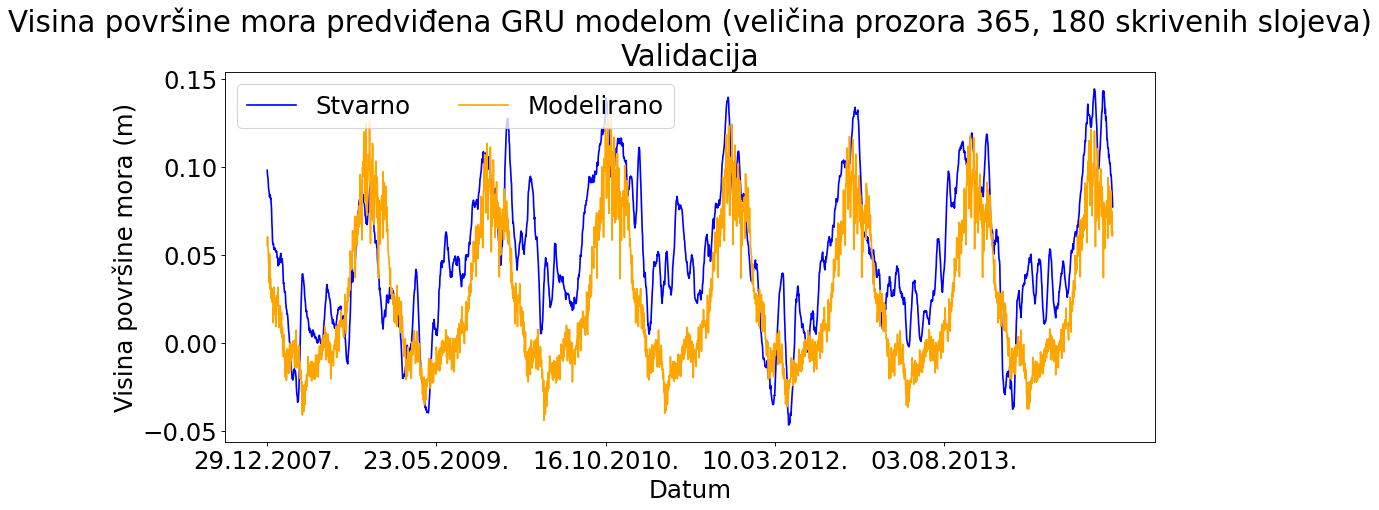 Visina površine mora predviđena GRU modelom (veličina prozora 365, 180 skrivenih slojeva)
Validacija
Stvarno
Modelirano
Visina površine mora (m)
0.15
0.10
0.05
0.00
−0.05
29.12.2007.
23.05.2009.
16.10.2010.
10.03.2012.
03.08.2013.
Datum